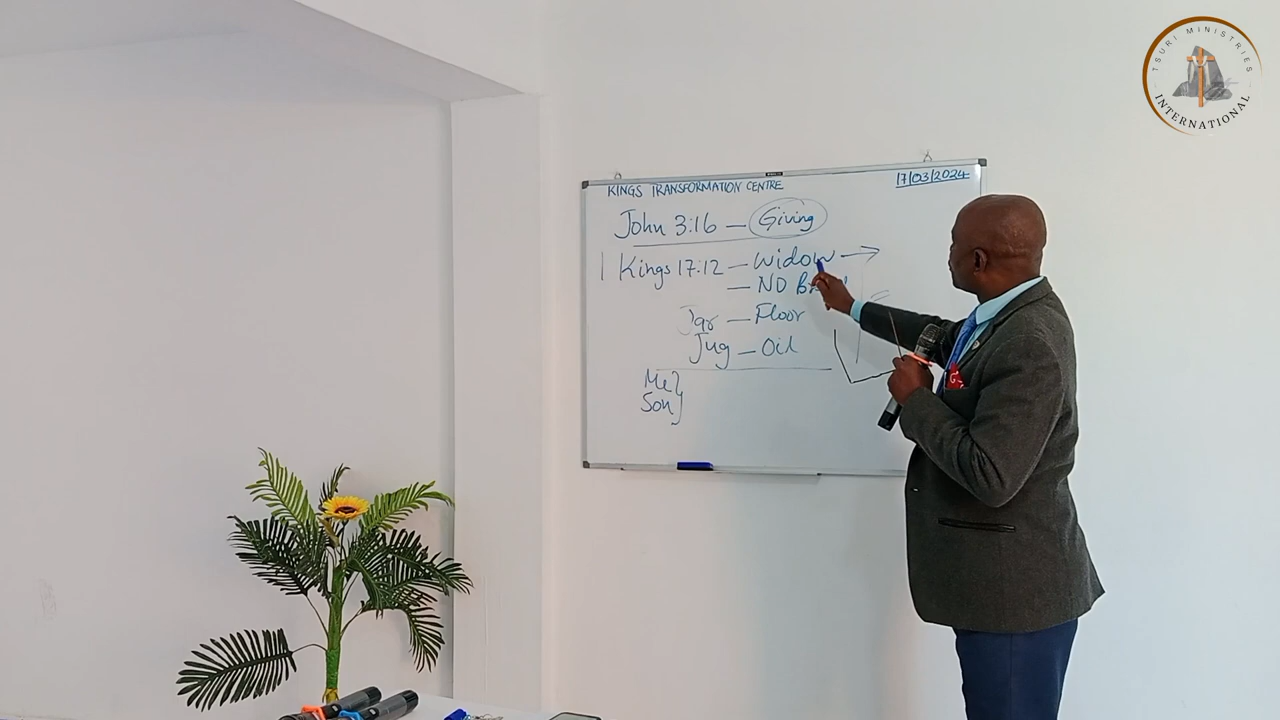 TSURI MINISTRIES
INTERNATIONAL
KINGS TRANSFORMATION CENTRE
17/03/2024
John 3:16 — Giving
1 Kings 17:12 — Widow →
— NO
Jar — Floor
Jug — Oil
Me
Son